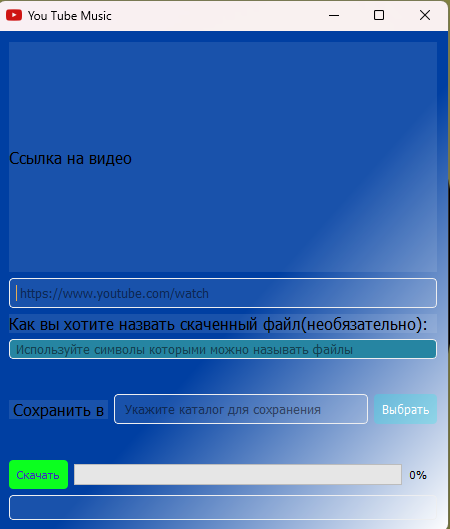 You Tube Music
Ссылка на видео
https://www.youtube.com/watch
Как вы хотите назвать скаченный файл(необязательно):
Используйте символы которыми можно называть файлы
Сохранить в
Укажите каталог для сохранения
Выбрать
Скачать
0%